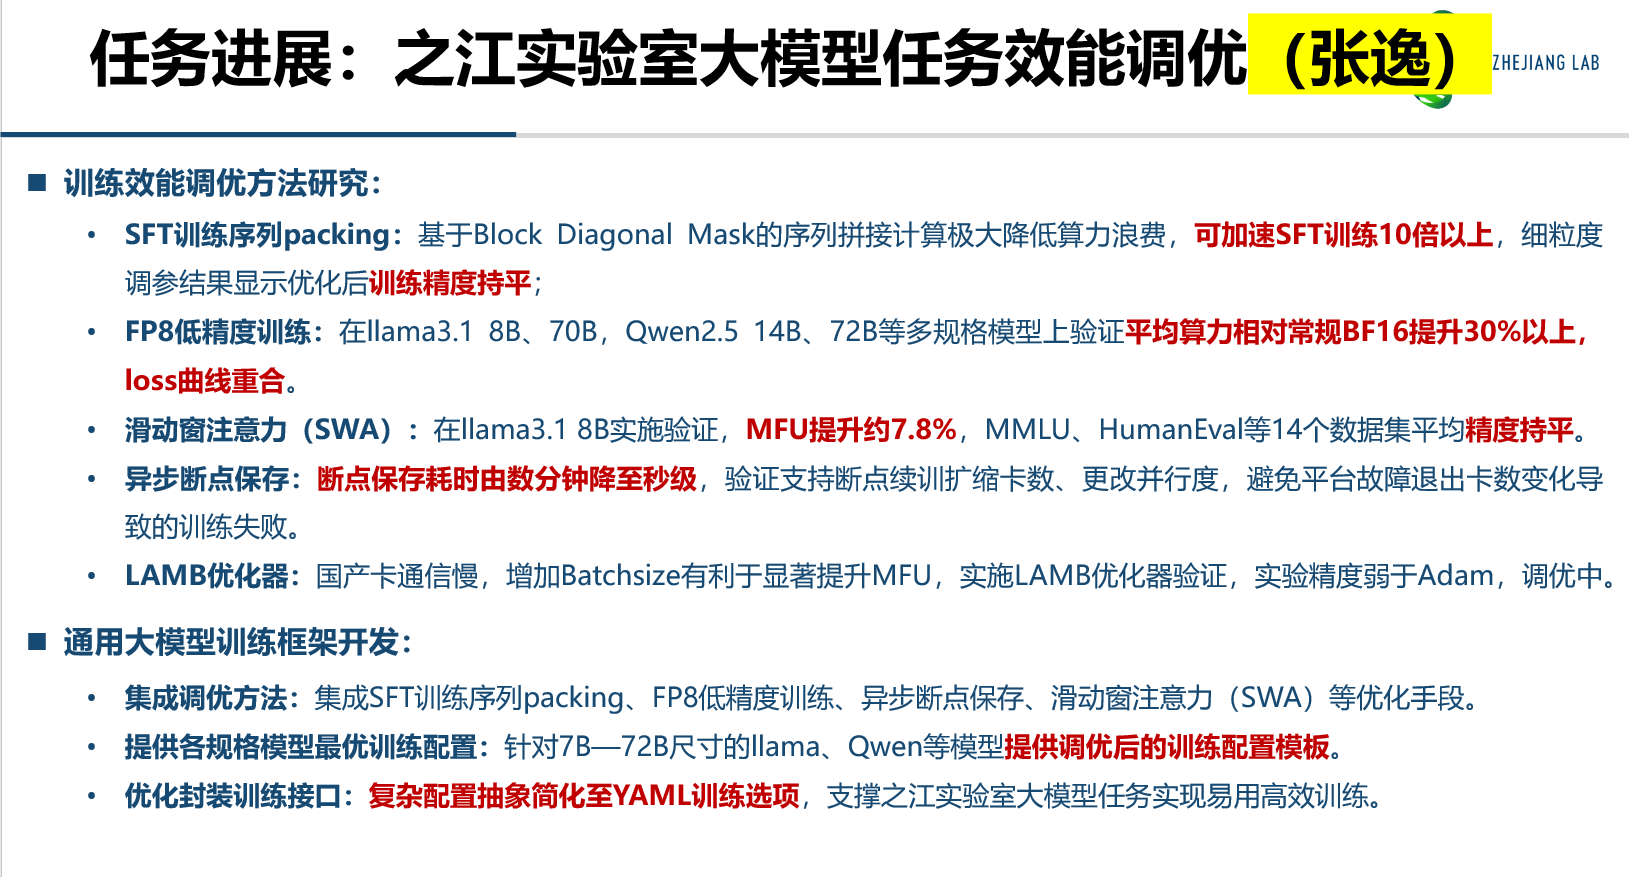 任务进展：之江实验室大模型任务效能调优（张逸）
ZHEJIANG LAB
■ 训练效能调优方法研究：
• SFT训练序列packing：基于Block Diagonal Mask的序列拼接计算极大降低算力浪费，可加速SFT训练10倍以上，细粒度
调参结果显示优化后训练精度持平；
• FP8低精度训练：在llama3.1 8B、70B，Qwen2.5 14B、72B等多规格模型上验证平均算力相对常规BF16提升30%以上，
loss曲线重合。
• 滑动窗注意力（SWA）：在llama3.1 8B实施验证，MFU提升约7.8%，MMLU、HumanEval等14个数据集平均精度持平。
• 异步断点保存：断点保存耗时由数分钟降至秒级，验证支持断点续训扩缩卡数、更改并行度，避免平台故障退出卡数变化导
致的训练失败。
• LAMB优化器：国产卡通信慢，增加Batchsize有利于显著提升MFU，实施LAMB优化器验证，实验精度弱于Adam，调优中。
■ 通用大模型训练框架开发：
• 集成调优方法：集成SFT训练序列packing、FP8低精度训练、异步断点保存、滑动窗注意力（SWA）等优化手段。
• 提供各规格模型最优训练配置：针对7B—72B尺寸的llama、Qwen等模型提供调优后的训练配置模板。
• 优化封装训练接口：复杂配置抽象简化至YAML训练选项，支撑之江实验室大模型任务实现易用高效训练。